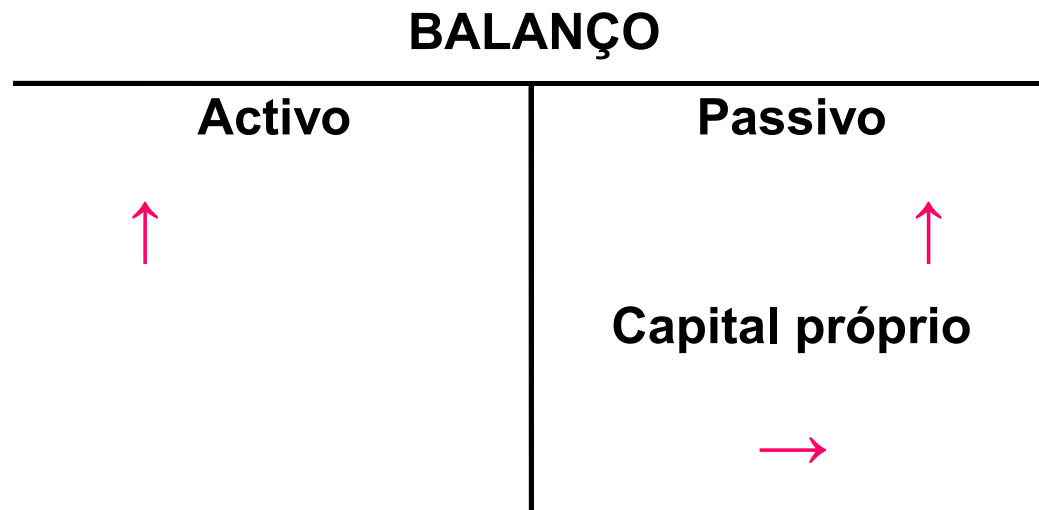 BALANÇO
Activo
Passivo
↑
↑
Capital próprio
→